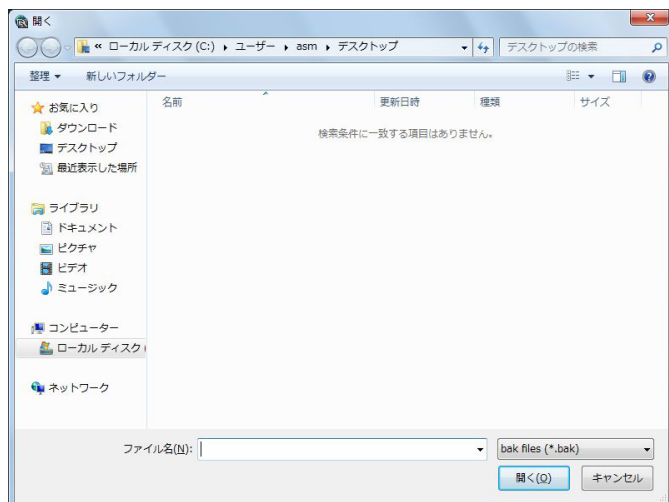 開く
« ローカル ディスク (C:) ▸ ユーザー ▸ asm ▸ デスクトップ
デスクトップの検索
整理 ▼ 新しいフォルダー
名前 更新日時 種類 サイズ
検索条件に一致する項目はありません。
お気に入り
ダウンロード
デスクトップ
最近表示した場所
ライブラリ
ドキュメント
ピクチャ
ビデオ
ミュージック
コンピューター
ローカル ディスク (
ネットワーク
ファイル名(N):
bak files (*.bak)
開く(O) キャンセル